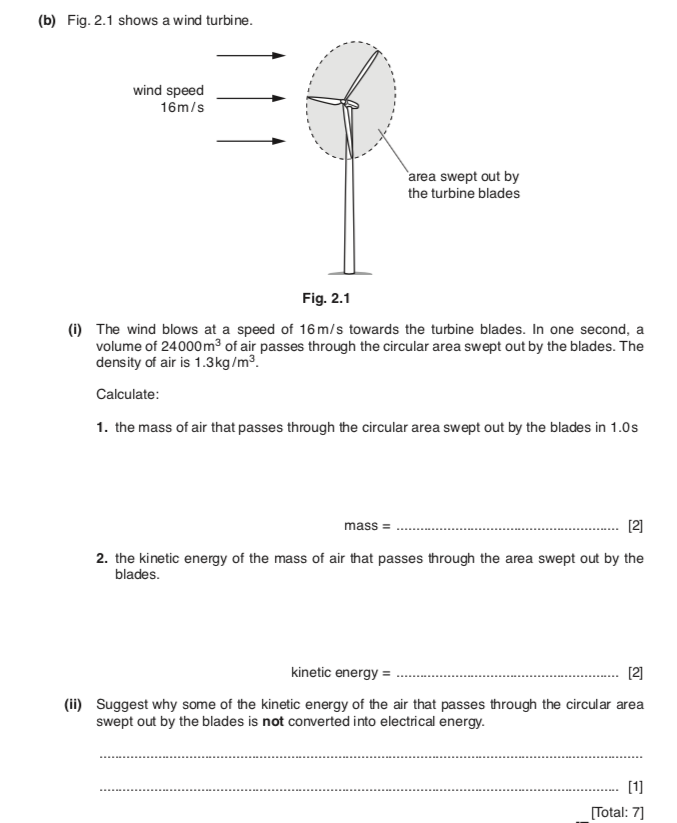 (b) Fig. 2.1 shows a wind turbine.
wind speed
16 m/s
area swept out by
the turbine blades
Fig. 2.1
(i) The wind blows at a speed of 16 m/s towards the turbine blades. In one second, a
volume of 24000 m³ of air passes through the circular area swept out by the blades. The
density of air is 1.3 kg/m³.
Calculate:
1. the mass of air that passes through the circular area swept out by the blades in 1.0 s
mass = ........................................................ [2]
2. the kinetic energy of the mass of air that passes through the area swept out by the
blades.
kinetic energy = ........................................................ [2]
(ii) Suggest why some of the kinetic energy of the air that passes through the circular area
swept out by the blades is not converted into electrical energy.
...........................................................................................................................
...................................................................................................................... [1]
[Total: 7]